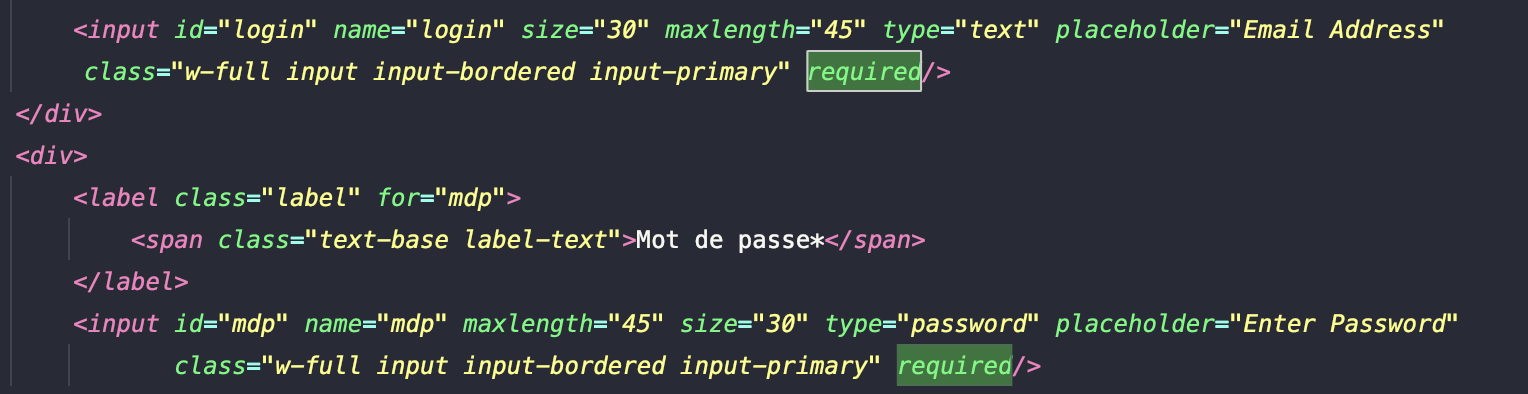 <input id="login" name="login" size="30" maxlength="45" type="text" placeholder="Email Address"
class="w-full input input-bordered input-primary" required/>
</div>
<div>
<label class="label" for="mdp">
<span class="text-base label-text">Mot de passe*</span>
</label>
<input id="mdp" name="mdp" maxlength="45" size="30" type="password" placeholder="Enter Password"
class="w-full input input-bordered input-primary" required/>